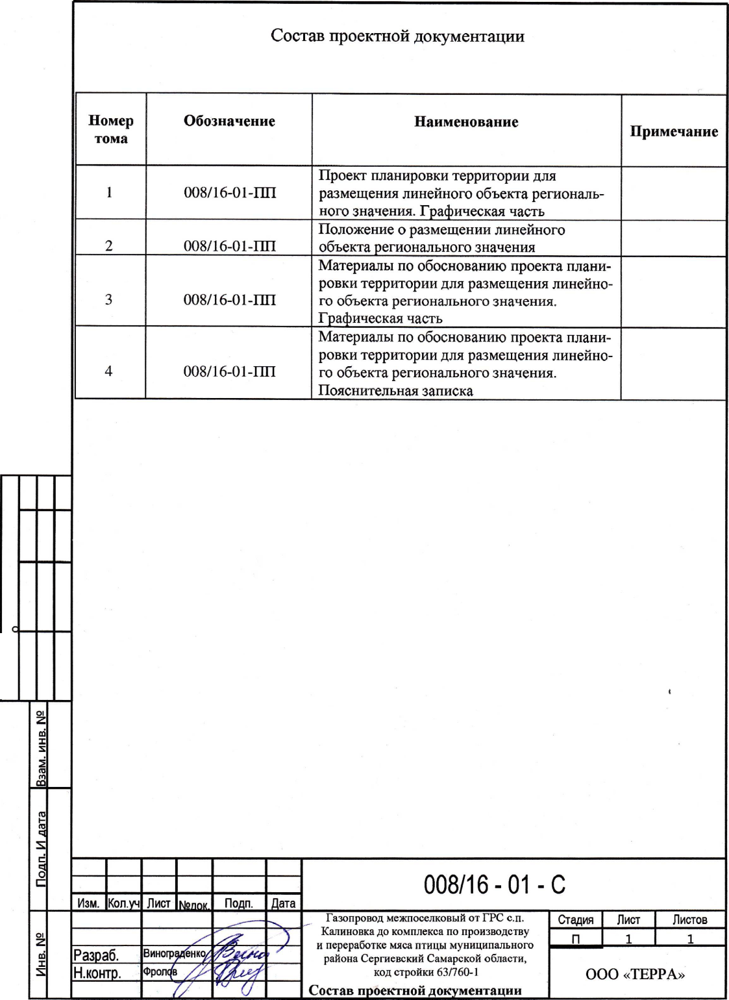 Состав проектной документации
Номер
тома
Обозначение
Наименование
Примечание
1
008/16-01-ПП
Проект планировки территории для
размещения линейного объекта региональ-
ного значения. Графическая часть
2
008/16-01-ПП
Положение о размещении линейного
объекта регионального значения
3
008/16-01-ПП
Материалы по обоснованию проекта плани-
ровки территории для размещения линейно-
го объекта регионального значения.
Графическая часть
4
008/16-01-ПП
Материалы по обоснованию проекта плани-
ровки территории для размещения линейно-
го объекта регионального значения.
Пояснительная записка
Взам. инв. №
Подп. И дата
Инв. №
008/16 - 01 - С
Изм. Кол.уч Лист №док. Подп. Дата
Газопровод межпоселковый от ГРС с.п.
Калиновка до комплекса по производству
и переработке мяса птицы муниципального
района Сергиевский Самарской области,
код стройки 63/760-1
Состав проектной документации
Стадия Лист Листов
П 1 1
Разраб. Винограденко
Н.контр. Фролов
ООО «ТЕРРА»